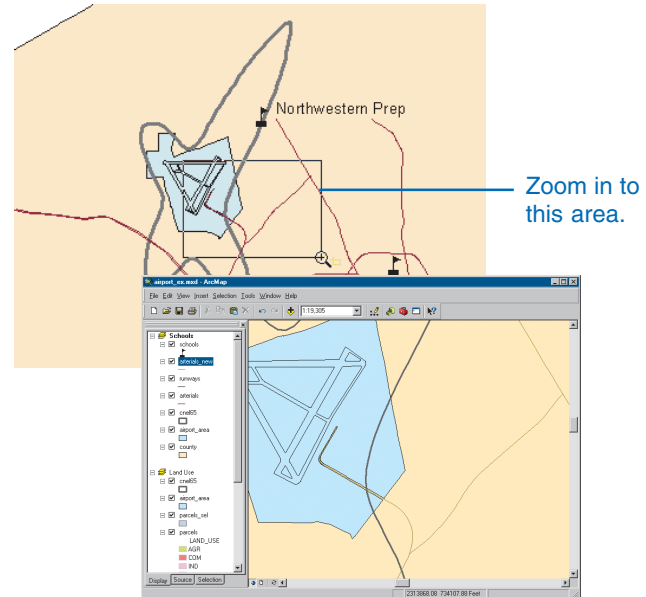 Northwestern Prep
Zoom in to
this area.
airport_ex.mxd - ArcMap
File Edit View Insert Selection Tools Window Help
1:19,305
Schools
schools
arterials_new
runways
arterials
cnel65
airport_area
county
Land Use
cnel65
airport_area
parcels_sel
parcels
LAND_USE
AGR
COM
IND
Display Source Selection
2313868.08 734107.88 Feet